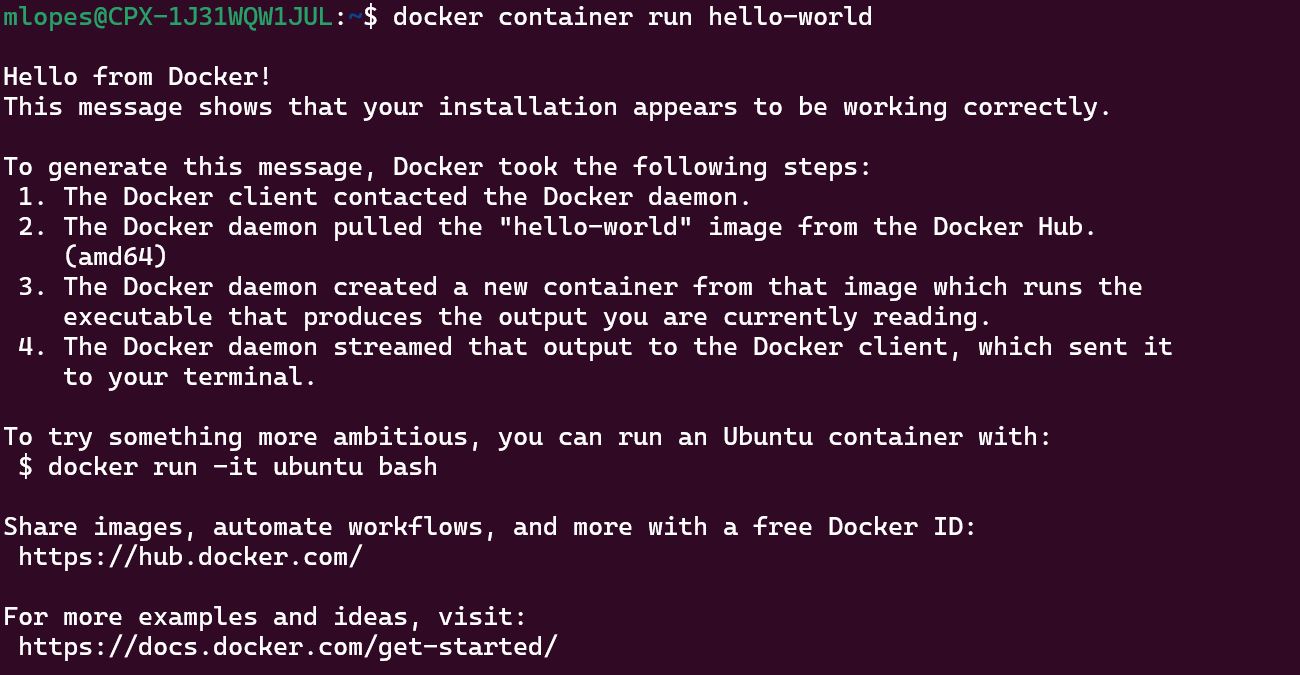 mlopes@CPX-1J31WQW1JUL:~$ docker container run hello-world
Hello from Docker!
This message shows that your installation appears to be working correctly.
To generate this message, Docker took the following steps:
1. The Docker client contacted the Docker daemon.
2. The Docker daemon pulled the "hello-world" image from the Docker Hub.
(amd64)
3. The Docker daemon created a new container from that image which runs the
executable that produces the output you are currently reading.
4. The Docker daemon streamed that output to the Docker client, which sent it
to your terminal.
To try something more ambitious, you can run an Ubuntu container with:
$ docker run -it ubuntu bash
Share images, automate workflows, and more with a free Docker ID:
https://hub.docker.com/
For more examples and ideas, visit:
https://docs.docker.com/get-started/